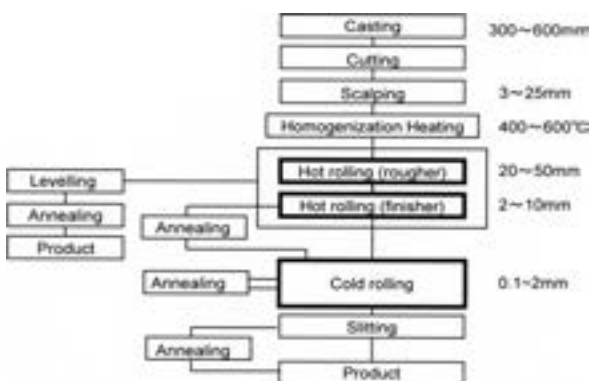 Casting 300～600mm
Cutting
Scalping 3～25mm
Homogenization Heating 400～600℃
Hot rolling (rougher) 20～50mm
Levelling
Hot rolling (finisher) 2～10mm
Annealing
Annealing
Product
Annealing
Cold rolling 0.1~2mm
Slitting
Annealing
Product